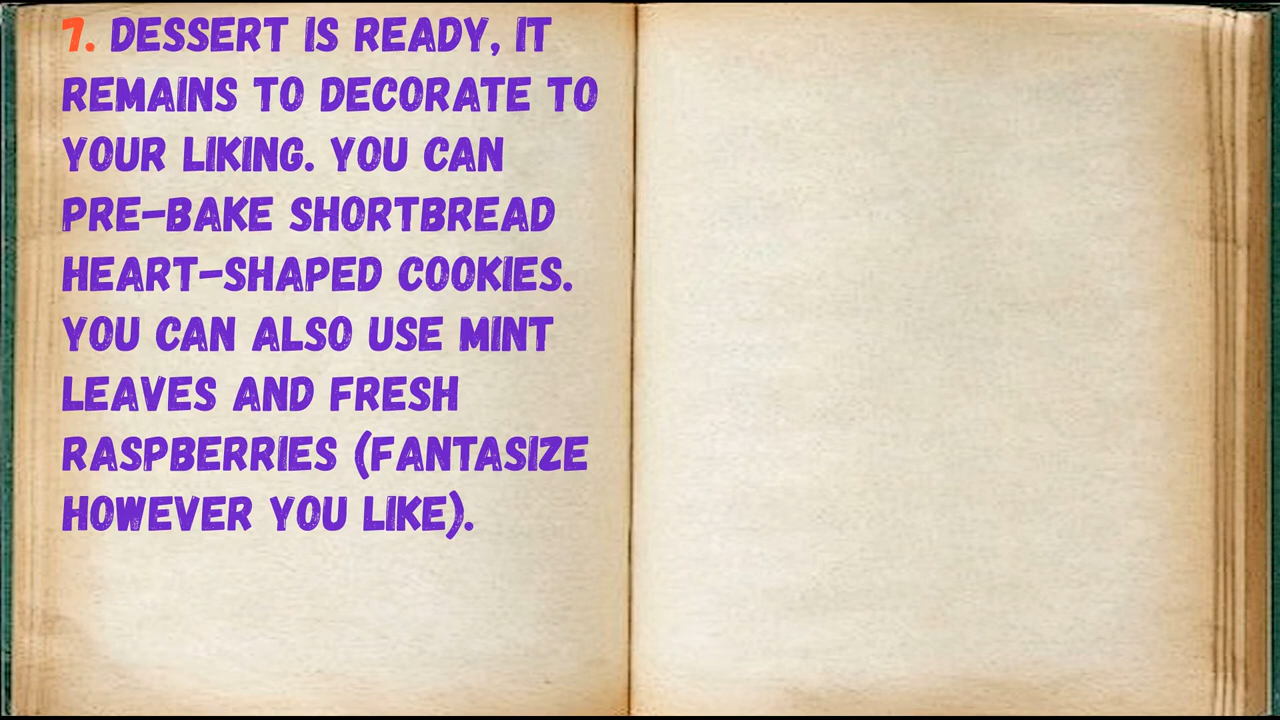 7. DESSERT IS READY, IT
REMAINS TO DECORATE TO
YOUR LIKING. YOU CAN
PRE-BAKE SHORTBREAD
HEART-SHAPED COOKIES.
YOU CAN ALSO USE MINT
LEAVES AND FRESH
RASPBERRIES (FANTASIZE
HOWEVER YOU LIKE).